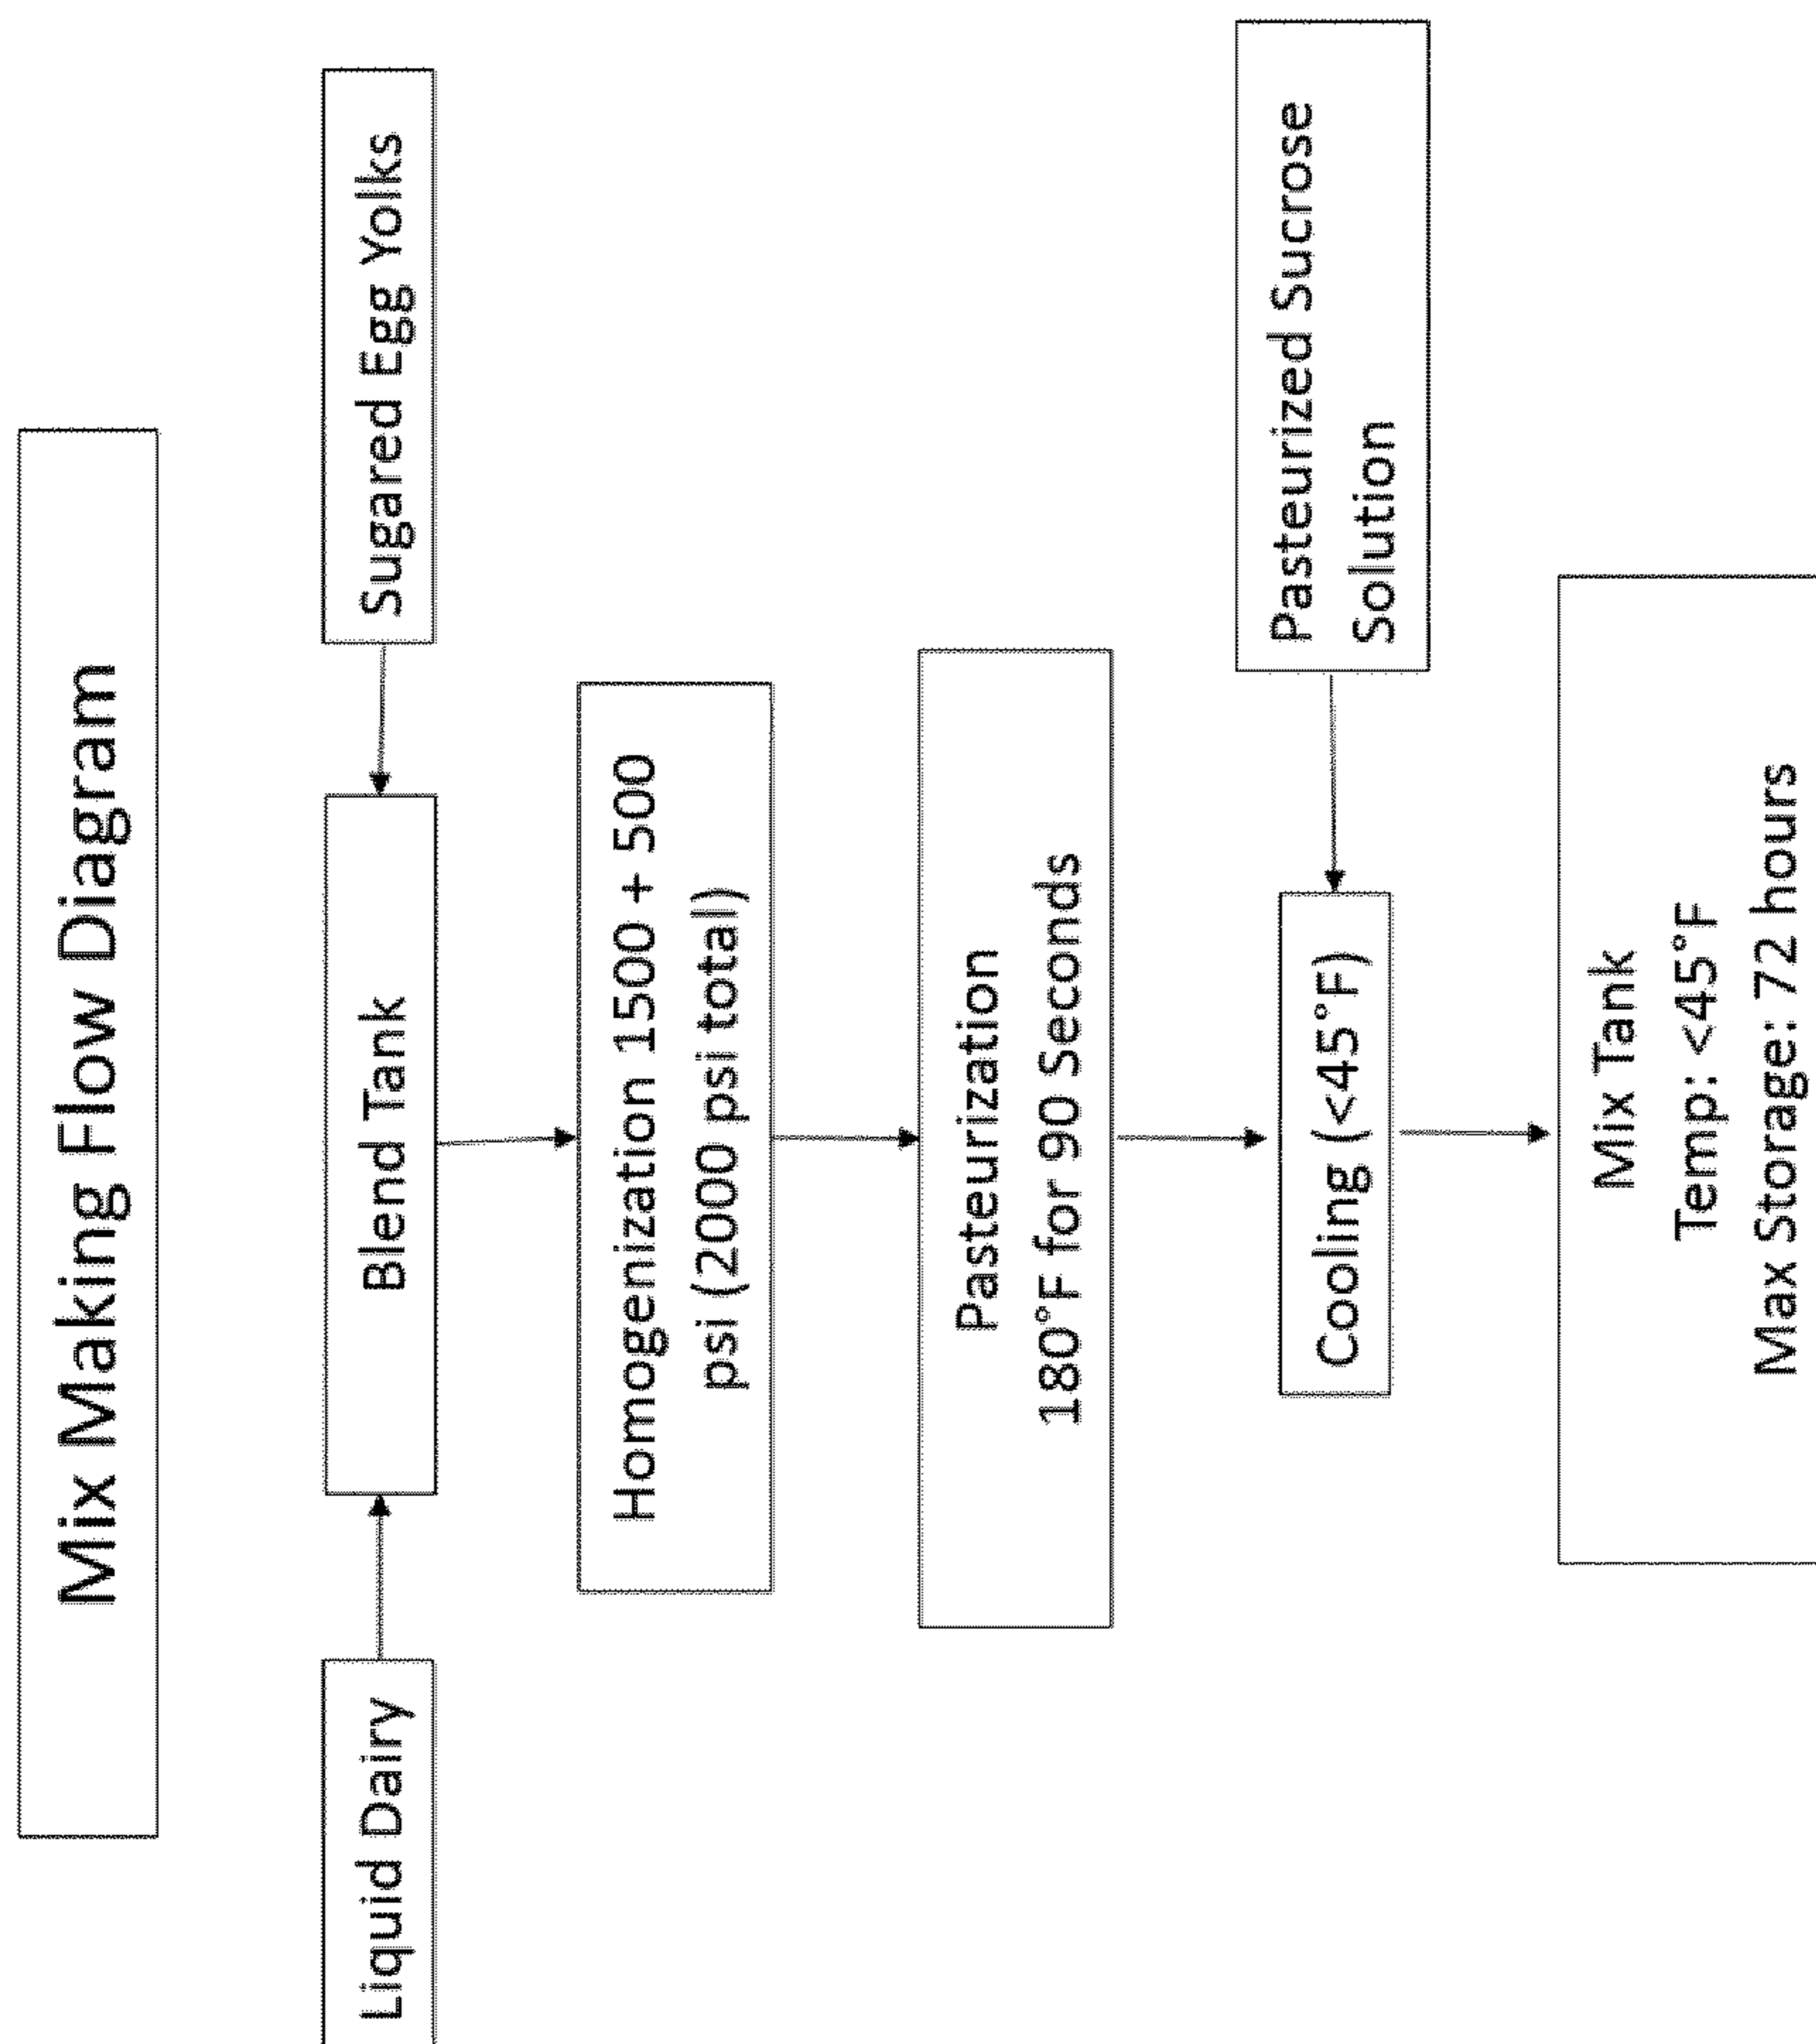 Mix Making Flow Diagram
Liquid Dairy
Blend Tank
Sugared Egg Yolks
Homogenization 1500 + 500
psi (2000 psi total)
Pasteurization
180°F for 90 Seconds
Cooling (<45°F)
Pasteurized Sucrose
Solution
Mix Tank
Temp: <45°F
Max Storage: 72 hours